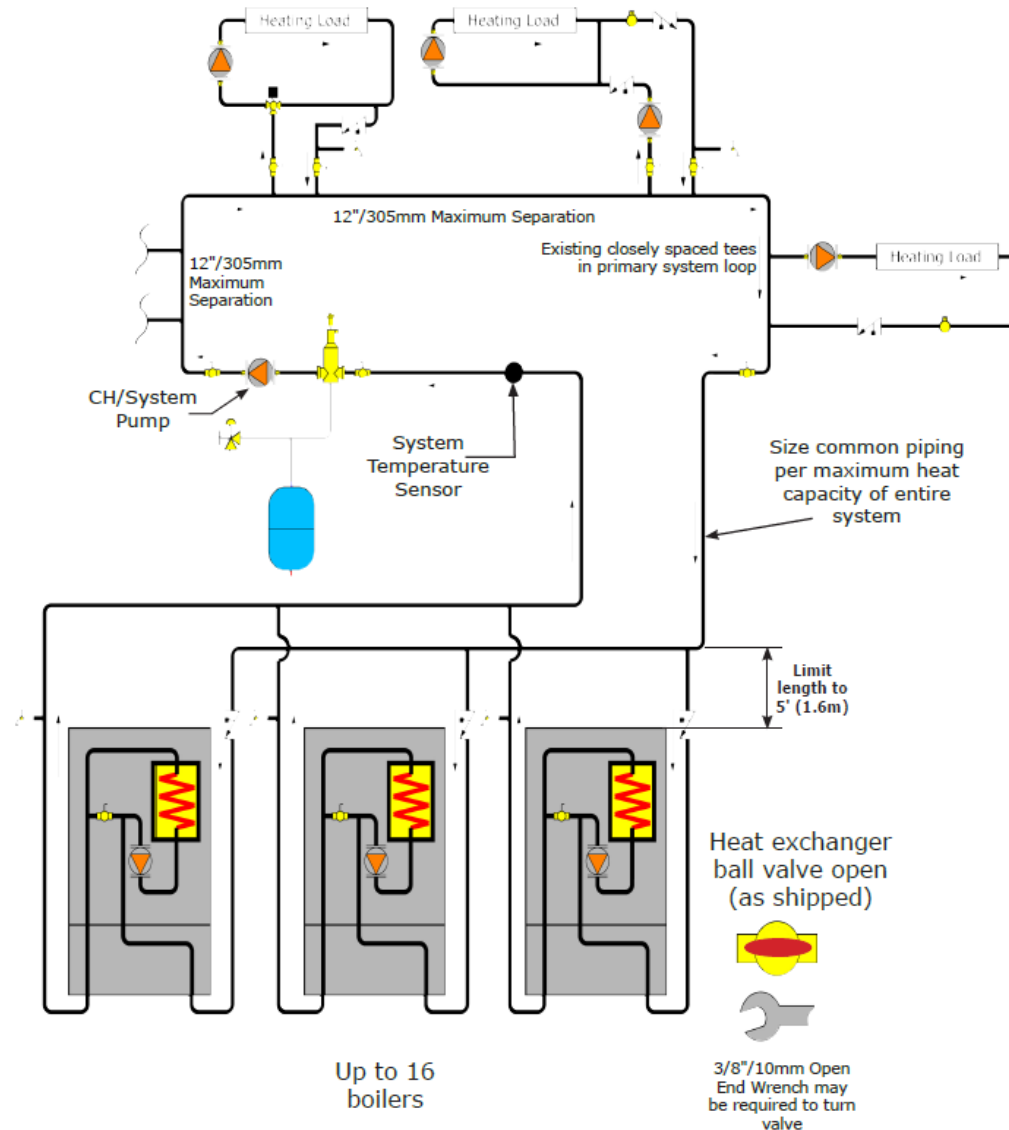 Heating Load
Heating Load
12"/305mm Maximum Separation
Existing closely spaced tees
in primary system loop
12"/305mm
Maximum
Separation
Heating Load
CH/System
Pump
System
Temperature
Sensor
Size common piping
per maximum heat
capacity of entire
system
Limit
length to
5' (1.6m)
Heat exchanger
ball valve open
(as shipped)
Up to 16
boilers
3/8"/10mm Open
End Wrench may
be required to turn
valve